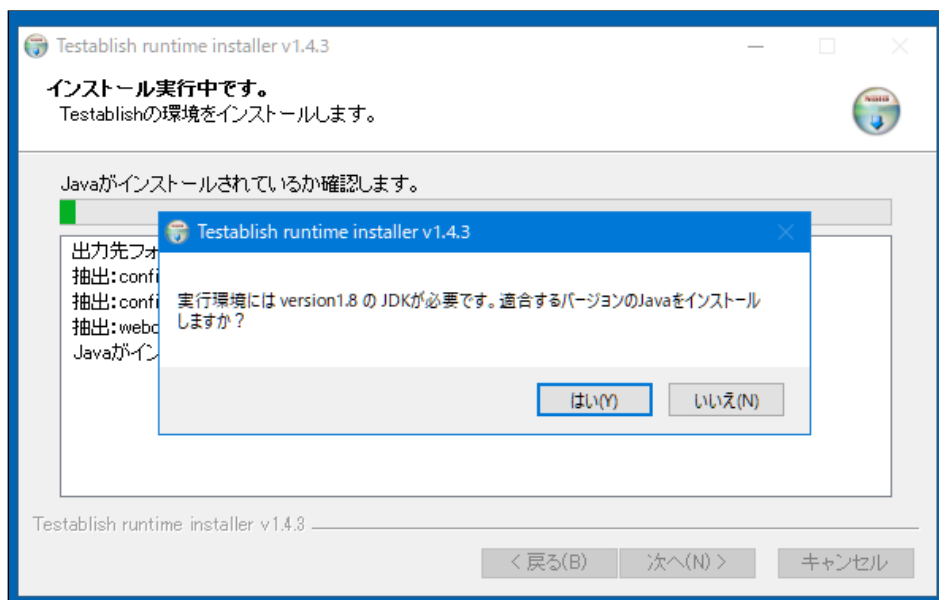 Testablish runtime installer v1.4.3
インストール実行中です。
Testablishの環境をインストールします。
Javaがインストールされているか確認します。
出力先フォ
抽出:confi
抽出:confi
抽出:webd
Javaがイン
Testablish runtime installer v1.4.3
実行環境には version1.8 の JDKが必要です。適合するバージョンのJavaをインストール
しますか？
はい(Y) いいえ(N)
Testablish runtime installer v1.4.3
< 戻る(B) 次へ(N) > キャンセル